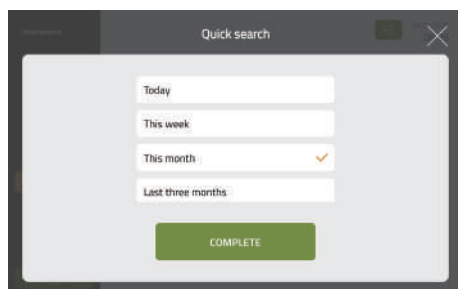 Quick search
Today
This week
This month
Last three months
COMPLETE